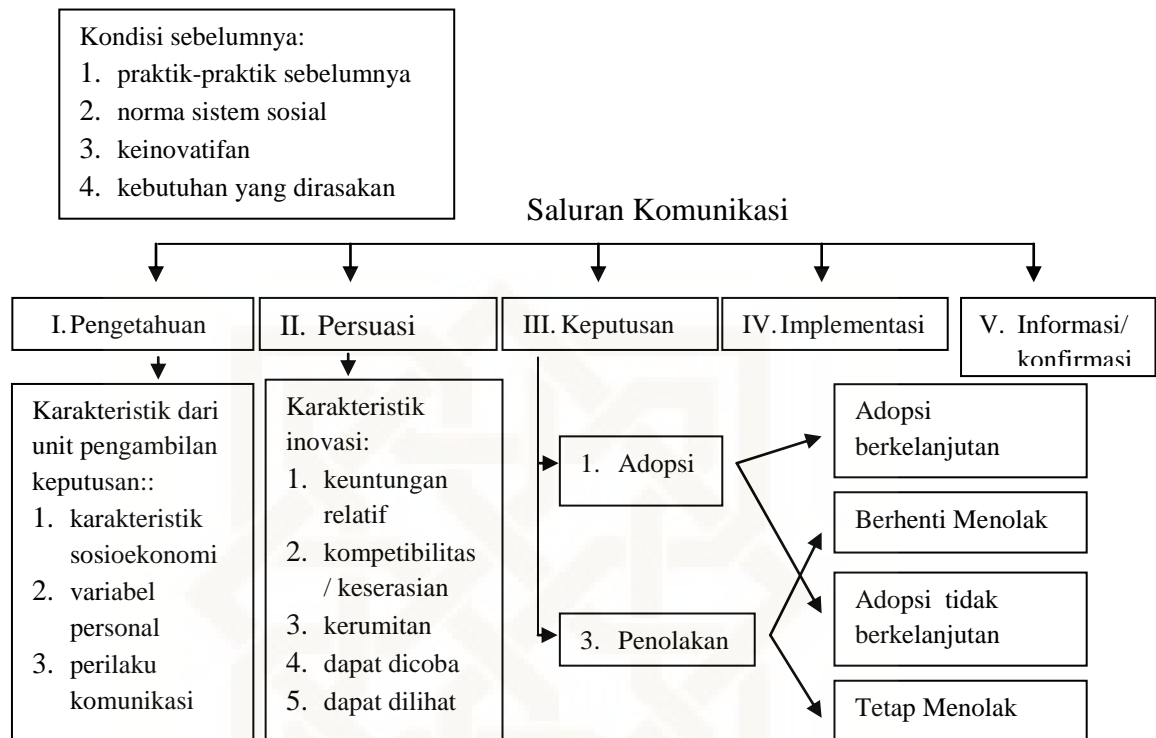 Kondisi sebelumnya:
1. praktik-praktik sebelumnya
2. norma sistem sosial
3. keinovatifan
4. kebutuhan yang dirasakan
Saluran Komunikasi
I. Pengetahuan
II. Persuasi
III. Keputusan
IV. Implementasi
V. Informasi/
konfirmasi
Karakteristik dari
unit pengambilan
keputusan::
1. karakteristik
sosioekonomi
2. variabel
personal
3. perilaku
komunikasi
Karakteristik
inovasi:
1. keuntungan
relatif
2. kompetibilitas
/ keserasian
3. kerumitan
4. dapat dicoba
5. dapat dilihat
1. Adopsi
3. Penolakan
Adopsi
berkelanjutan
Berhenti Menolak
Adopsi tidak
berkelanjutan
Tetap Menolak